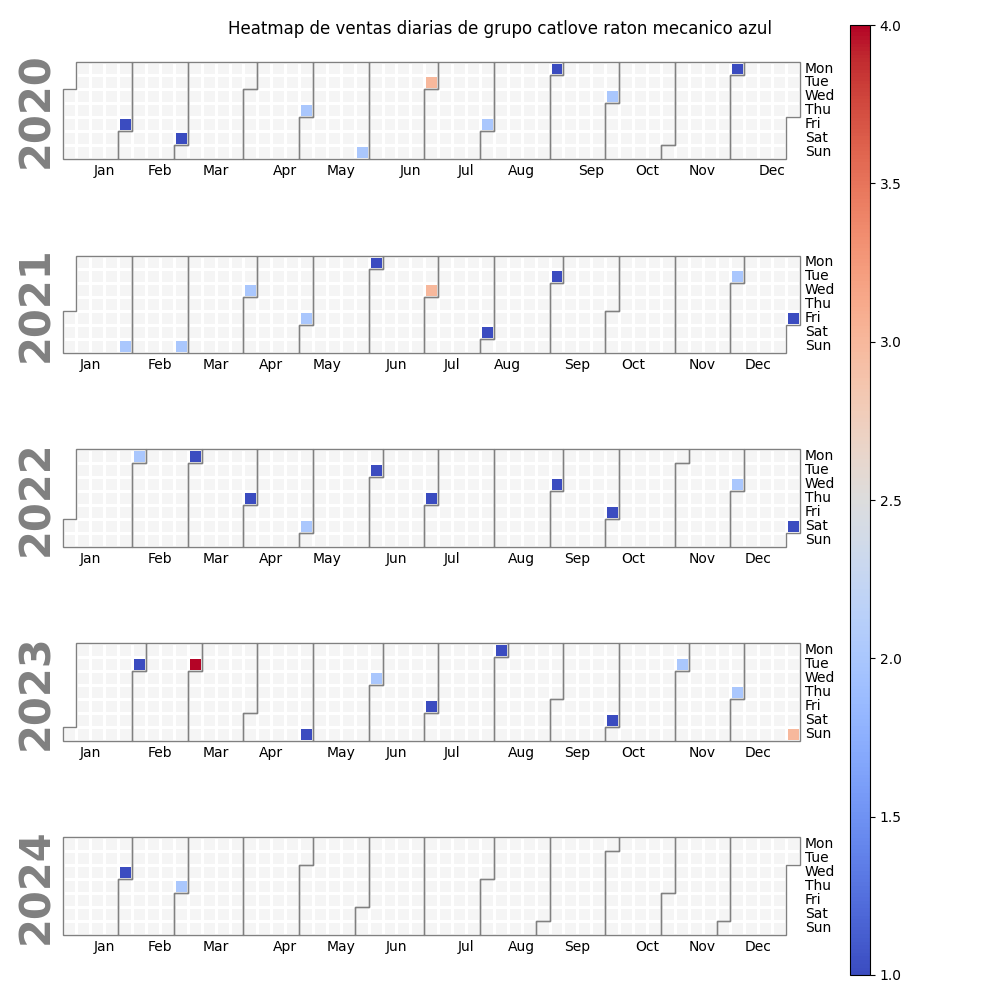 Heatmap de ventas diarias de grupo catlove raton mecanico azul
2020
Mon
Tue
Wed
Thu
Fri
Sat
Sun
Jan Feb Mar Apr May Jun Jul Aug Sep Oct Nov Dec
2021
Mon
Tue
Wed
Thu
Fri
Sat
Sun
Jan Feb Mar Apr May Jun Jul Aug Sep Oct Nov Dec
2022
Mon
Tue
Wed
Thu
Fri
Sat
Sun
Jan Feb Mar Apr May Jun Jul Aug Sep Oct Nov Dec
2023
Mon
Tue
Wed
Thu
Fri
Sat
Sun
Jan Feb Mar Apr May Jun Jul Aug Sep Oct Nov Dec
2024
Mon
Tue
Wed
Thu
Fri
Sat
Sun
Jan Feb Mar Apr May Jun Jul Aug Sep Oct Nov Dec
4.0
3.5
3.0
2.5
2.0
1.5
1.0